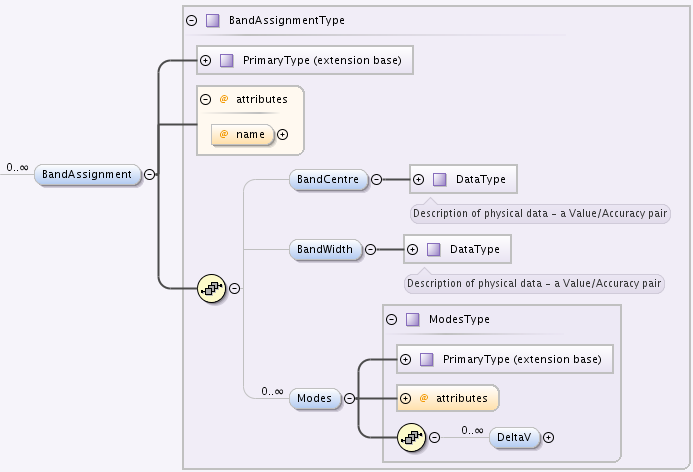 BandAssignmentType
PrimaryType (extension base)
@ attributes
@ name
0..∞ BandAssignment
BandCentre DataType
Description of physical data – a Value/Accuracy pair
BandWidth DataType
Description of physical data – a Value/Accuracy pair
ModesType
PrimaryType (extension base)
0..∞ Modes
@ attributes
0..∞ DeltaV